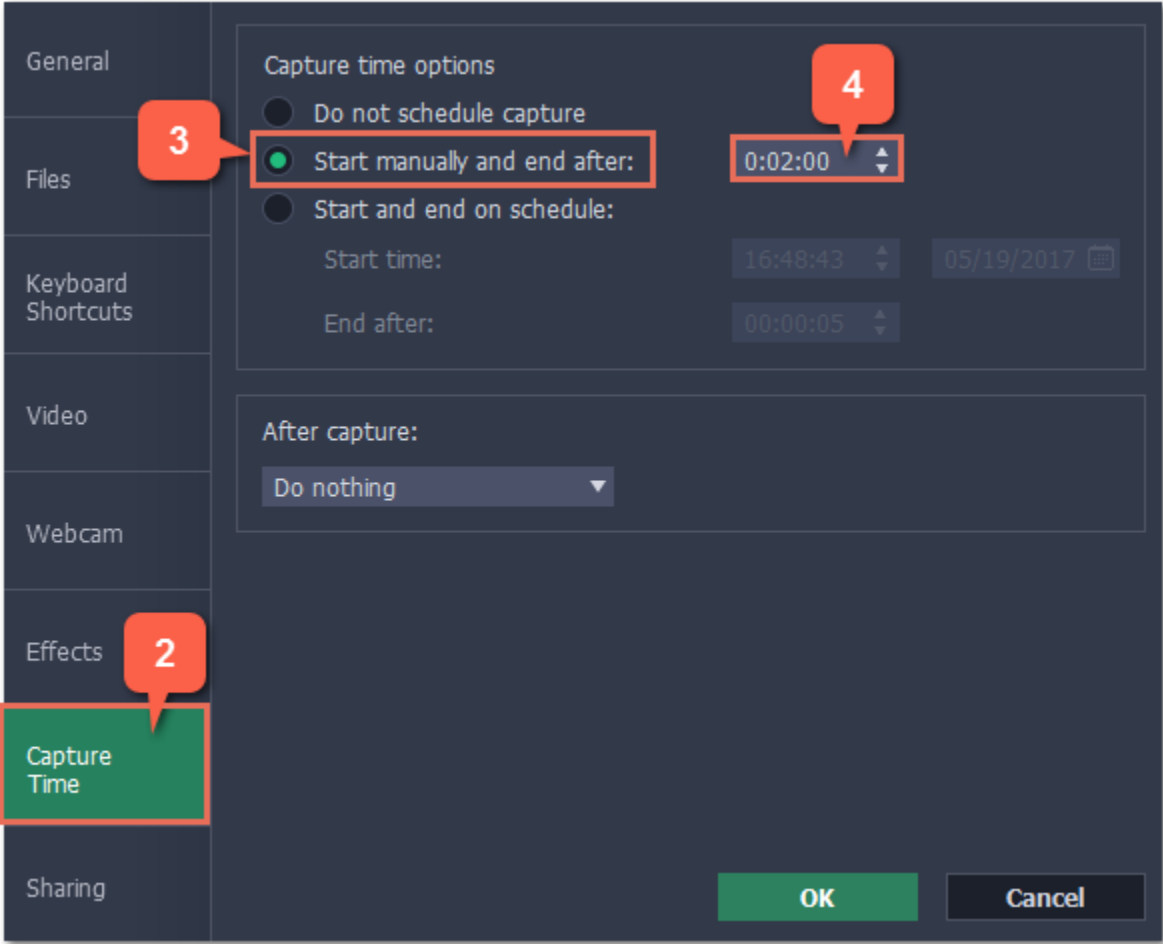 General
Files
Keyboard
Shortcuts
Video
Webcam
Effects
2
Capture
Time
Sharing
Capture time options
4
Do not schedule capture
3
Start manually and end after: 0:02:00
Start and end on schedule:
Start time: 16:48:43 05/19/2017
End after: 00:00:05
After capture:
Do nothing
OK Cancel